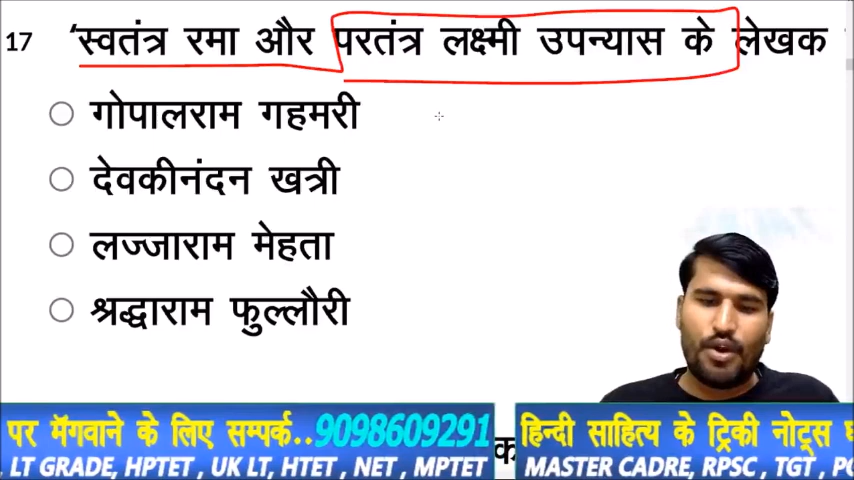 17 ‘स्वतंत्र रमा और परतंत्र लक्ष्मी उपन्यास के लेखक
गोपालराम गहमरी
देवकीनंदन खत्री
लज्जाराम मेहता
श्रद्धाराम फुल्लौरी
पर मॅगवाने के लिए सम्पर्क..9098609291 हिन्दी साहित्य के ट्रिकी नोट्स
, LT GRADE, HPTET , UK LT, HTET , NET , MPTET MASTER CADRE, RPSC , TGT ,